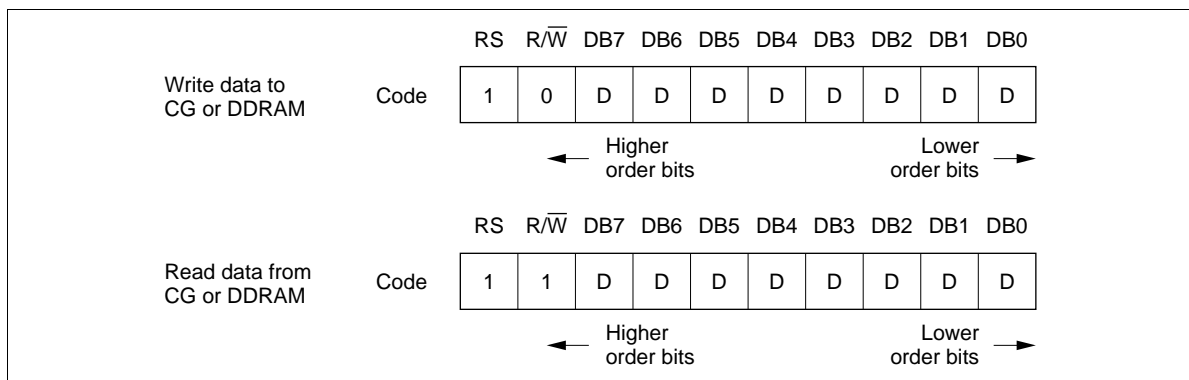 RS R/W̅ DB7 DB6 DB5 DB4 DB3 DB2 DB1 DB0
Write data to
CG or DDRAM
Code 1 0 D D D D D D D D
Higher
order bits
Lower
order bits
RS R/W̅ DB7 DB6 DB5 DB4 DB3 DB2 DB1 DB0
Read data from
CG or DDRAM
Code 1 1 D D D D D D D D
Higher
order bits
Lower
order bits